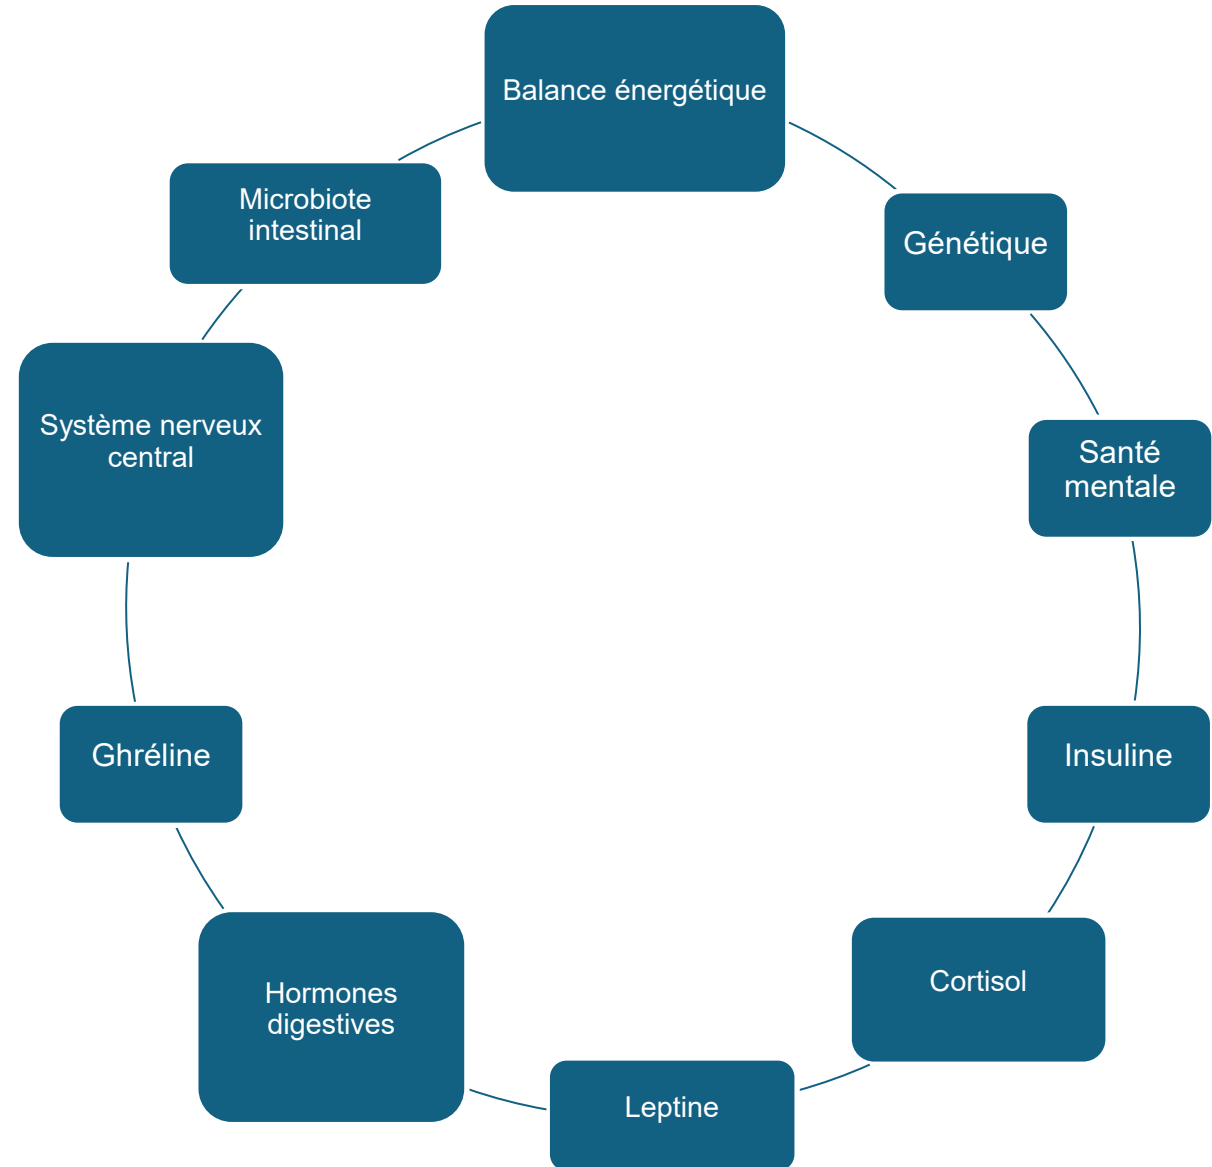 Balance énergétique
Génétique
Santé
mentale
Insuline
Cortisol
Leptine
Hormones
digestives
Ghréline
Système nerveux
central
Microbiote
intestinal